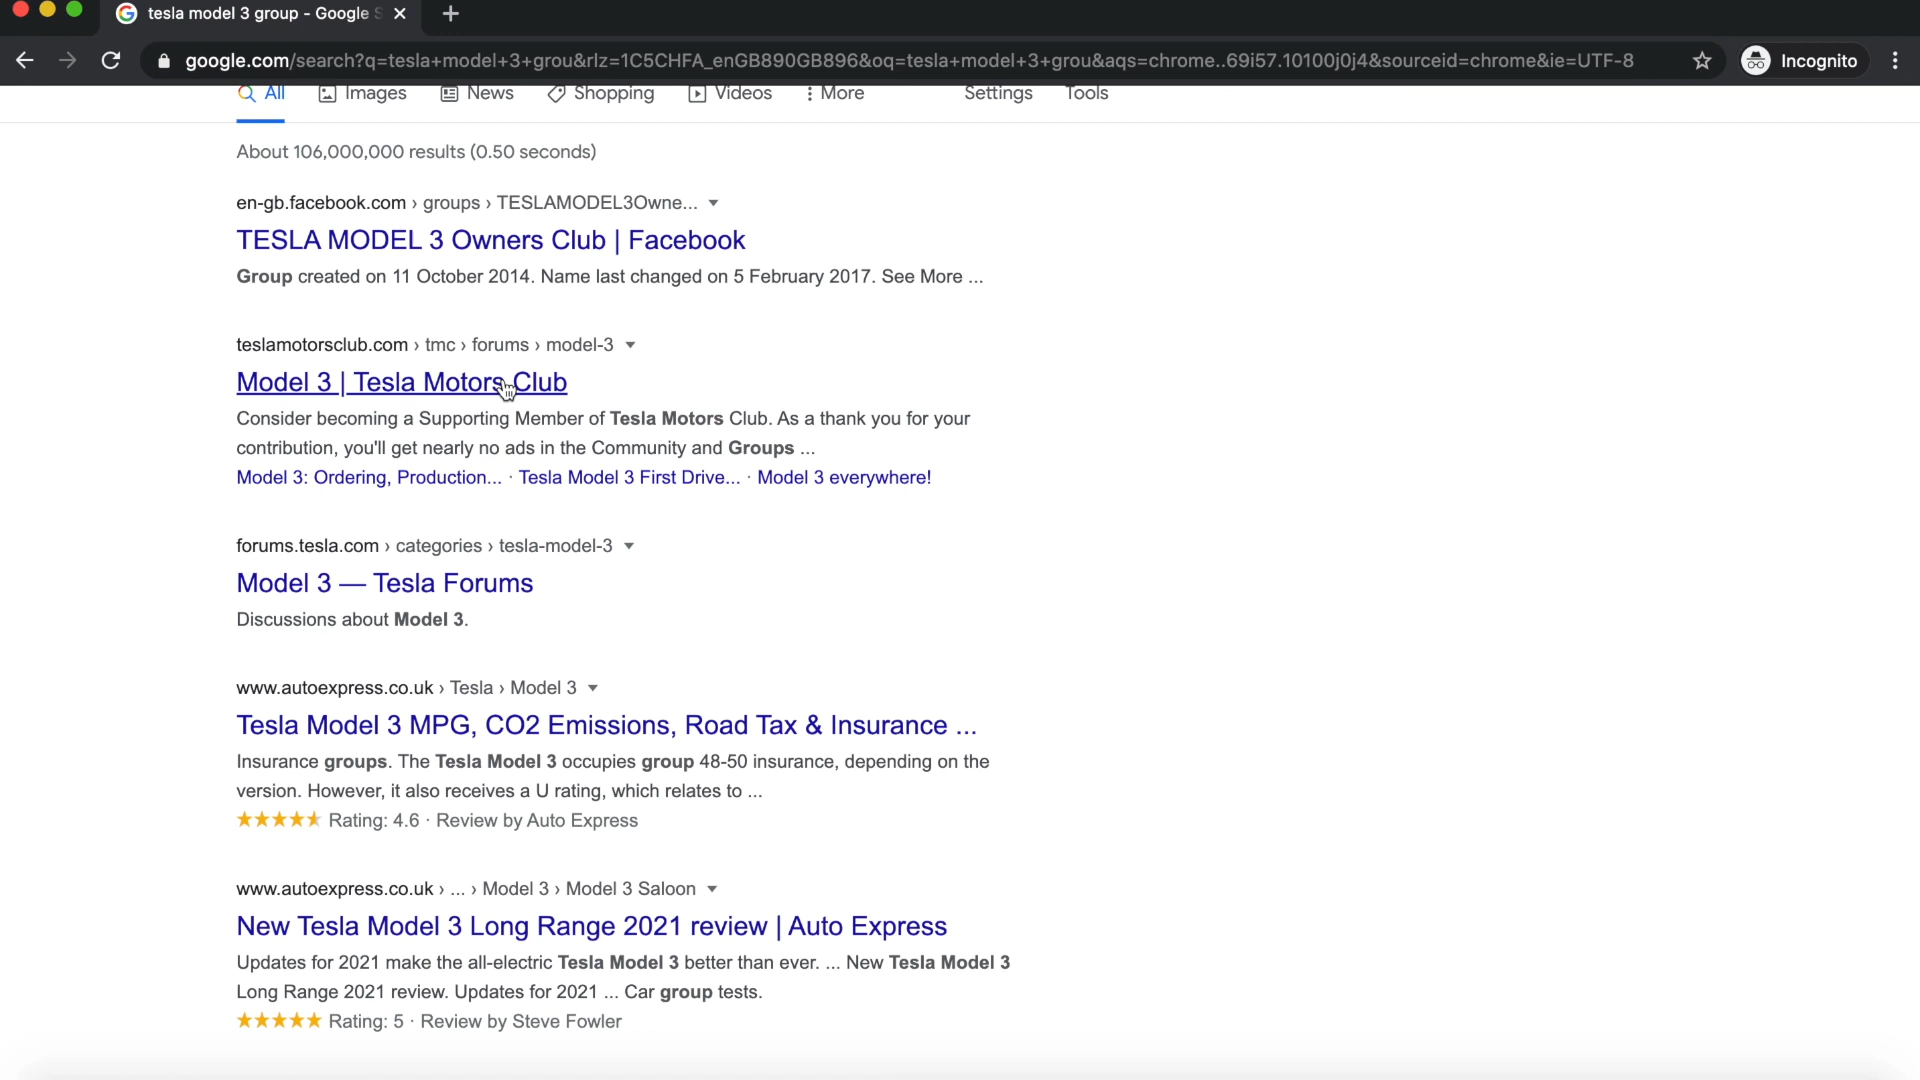 tesla model 3 group - Google S
google.com/search?q=tesla+model+3+grou&rlz=1C5CHFA_enGB890GB896&oq=tesla+model+3+grou&aqs=chrome..69i57.10100j0j4&sourceid=chrome&ie=UTF-8
Incognito
All Images News Shopping Videos More Settings Tools
About 106,000,000 results (0.50 seconds)
en-gb.facebook.com › groups › TESLAMODEL3Owne...
TESLA MODEL 3 Owners Club | Facebook
Group created on 11 October 2014. Name last changed on 5 February 2017. See More ...
teslamotorsclub.com › tmc › forums › model-3
Model 3 | Tesla Motors Club
Consider becoming a Supporting Member of Tesla Motors Club. As a thank you for your
contribution, you'll get nearly no ads in the Community and Groups ...
Model 3: Ordering, Production... · Tesla Model 3 First Drive... · Model 3 everywhere!
forums.tesla.com › categories › tesla-model-3
Model 3 — Tesla Forums
Discussions about Model 3.
www.autoexpress.co.uk › Tesla › Model 3
Tesla Model 3 MPG, CO2 Emissions, Road Tax & Insurance ...
Insurance groups. The Tesla Model 3 occupies group 48-50 insurance, depending on the
version. However, it also receives a U rating, which relates to ...
Rating: 4.6 · Review by Auto Express
www.autoexpress.co.uk › ... › Model 3 › Model 3 Saloon
New Tesla Model 3 Long Range 2021 review | Auto Express
Updates for 2021 make the all-electric Tesla Model 3 better than ever. ... New Tesla Model 3
Long Range 2021 review. Updates for 2021 ... Car group tests.
Rating: 5 · Review by Steve Fowler